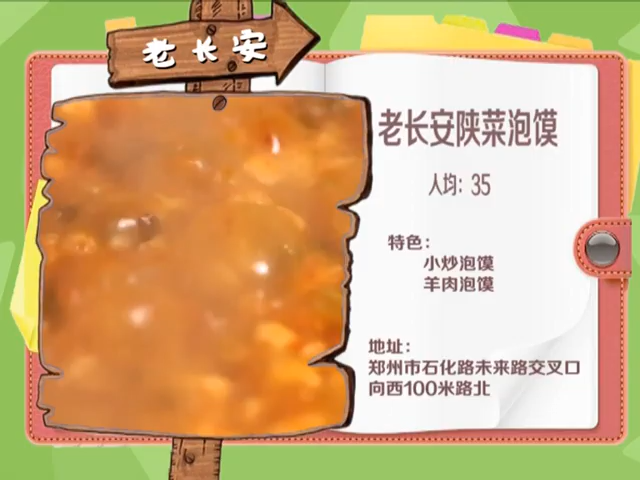 老长安
老长安陕菜泡馍
人均：35
特色：
小炒泡馍
羊肉泡馍
地址：
郑州市石化路未来路交叉口
向西100米路北